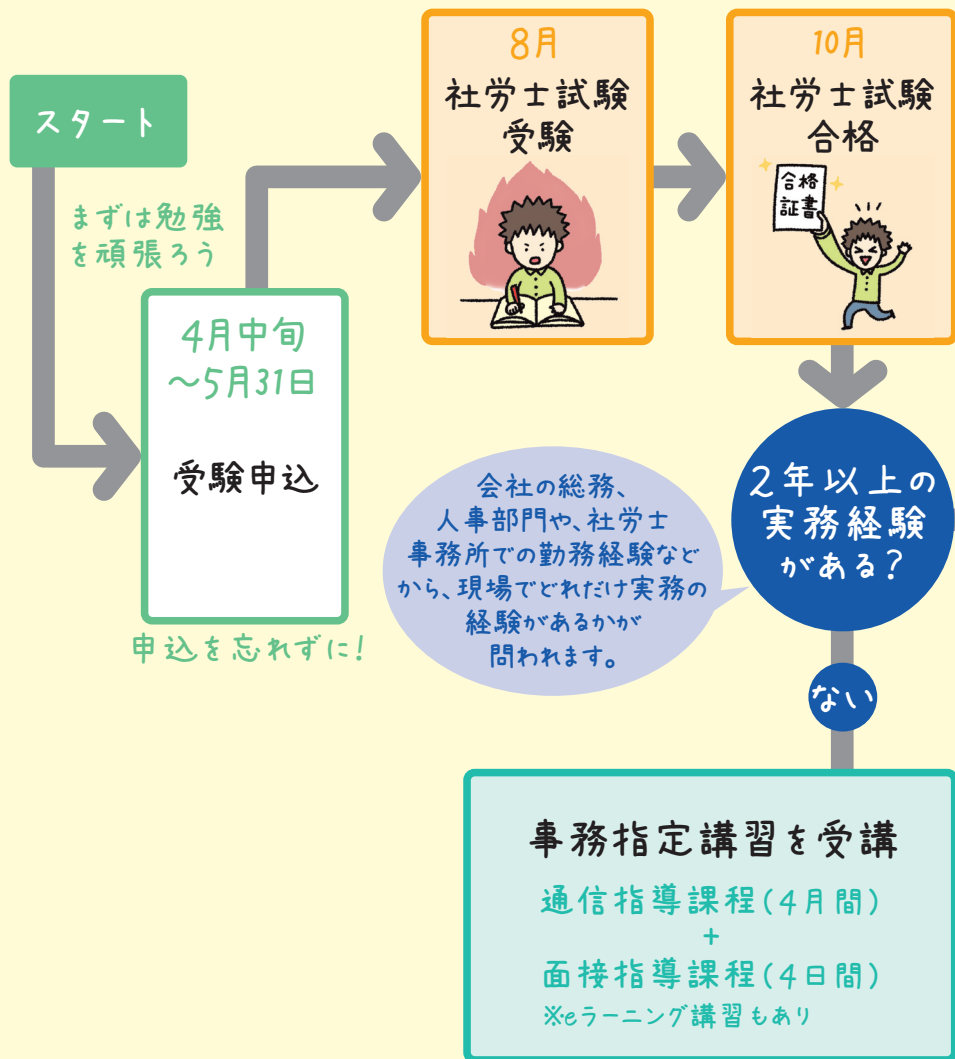 スタート
まずは勉強
を頑張ろう
4月中旬
～5月31日
受験申込
申込を忘れずに!
8月
社労士試験
受験
10月
社労士試験
合格
合格
証書
2年以上の
実務経験
がある?
会社の総務、
人事部門や、社労士
事務所での勤務経験など
から、現場でどれだけ実務の
経験があるかが
問われます。
ない
事務指定講習を受講
通信指導課程(4月間)
+
面接指導課程(4日間)
※eラーニング講習もあり